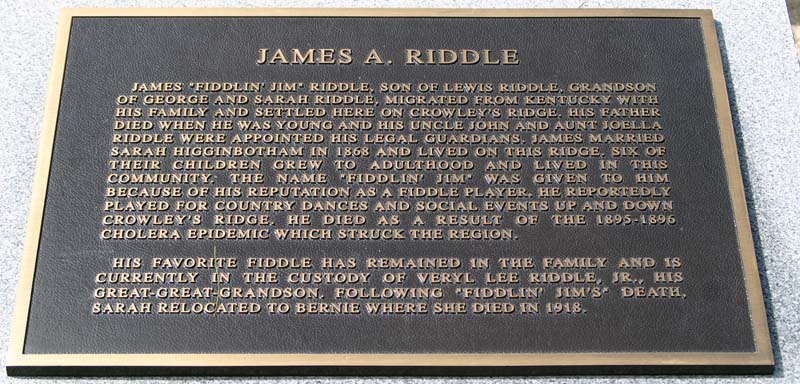 JAMES A. RIDDLE
JAMES "FIDDLIN' JIM" RIDDLE, SON OF LEWIS RIDDLE, GRANDSON
OF GEORGE AND SARAH RIDDLE, MIGRATED FROM KENTUCKY WITH
HIS FAMILY AND SETTLED HERE ON CROWLEY'S RIDGE. HIS FATHER
DIED WHEN HE WAS YOUNG AND HIS UNCLE JOHN AND AUNT JOELLA
RIDDLE WERE APPOINTED HIS LEGAL GUARDIANS. JAMES MARRIED
SARAH HIGGINBOTHAM IN 1868 AND LIVED ON THIS RIDGE. SIX OF
THEIR CHILDREN GREW TO ADULTHOOD AND LIVED IN THIS
COMMUNITY. THE NAME "FIDDLIN' JIM" WAS GIVEN TO HIM
BECAUSE OF HIS REPUTATION AS A FIDDLE PLAYER. HE REPORTEDLY
PLAYED FOR COUNTRY DANCES AND SOCIAL EVENTS UP AND DOWN
CROWLEY'S RIDGE. HE DIED AS A RESULT OF THE 1895-1896
CHOLERA EPIDEMIC WHICH STRUCK THE REGION.
HIS FAVORITE FIDDLE HAS REMAINED IN THE FAMILY AND IS
CURRENTLY IN THE CUSTODY OF VERYL LEE RIDDLE, JR., HIS
GREAT-GREAT-GRANDSON. FOLLOWING "FIDDLIN' JIM'S" DEATH,
SARAH RELOCATED TO BERNIE WHERE SHE DIED IN 1918.